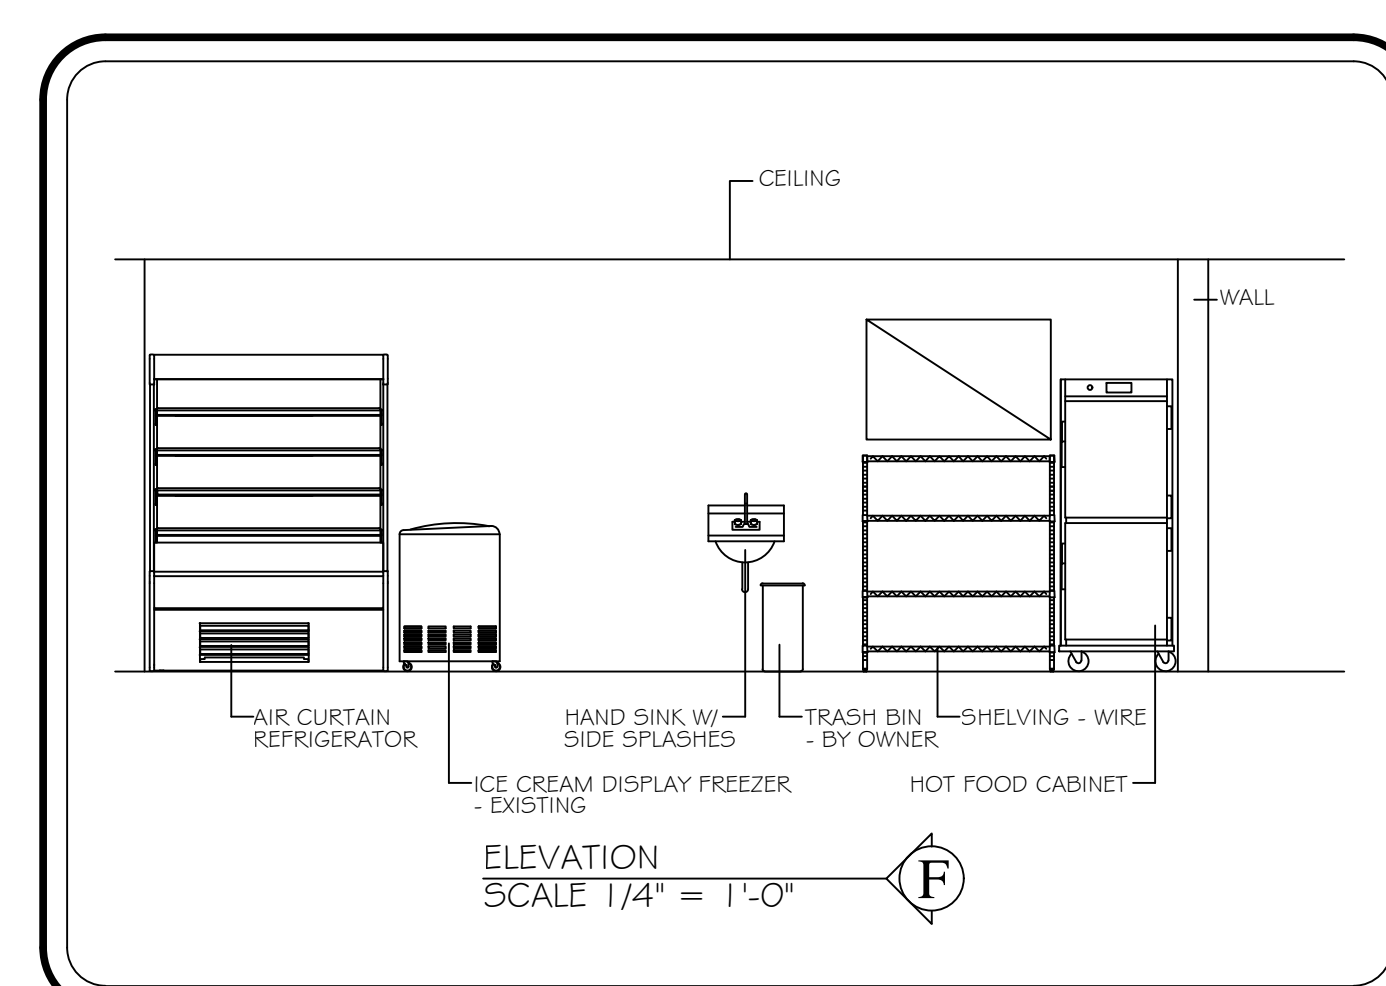 CEILING
WALL
AIR CURTAIN
REFRIGERATOR
HAND SINK W/
SIDE SPLASHES
TRASH BIN
- BY OWNER
SHELVING - WIRE
ICE CREAM DISPLAY FREEZER
- EXISTING
HOT FOOD CABINET
ELEVATION
SCALE 1/4" = 1'-0"
F